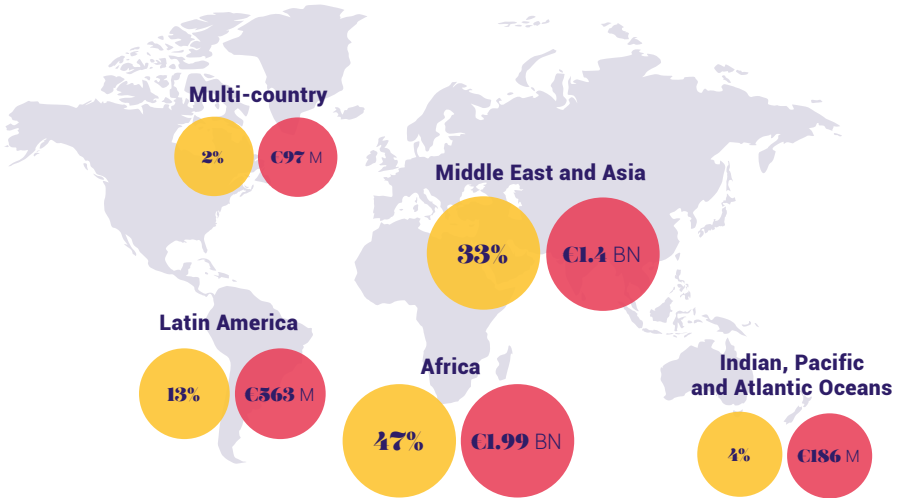 Multi-country
2%
€97 M
Middle East and Asia
33%
€1.4 BN
Latin America
13%
€563 M
Africa
47%
€1.99 BN
Indian, Pacific
and Atlantic Oceans
4%
€186 M